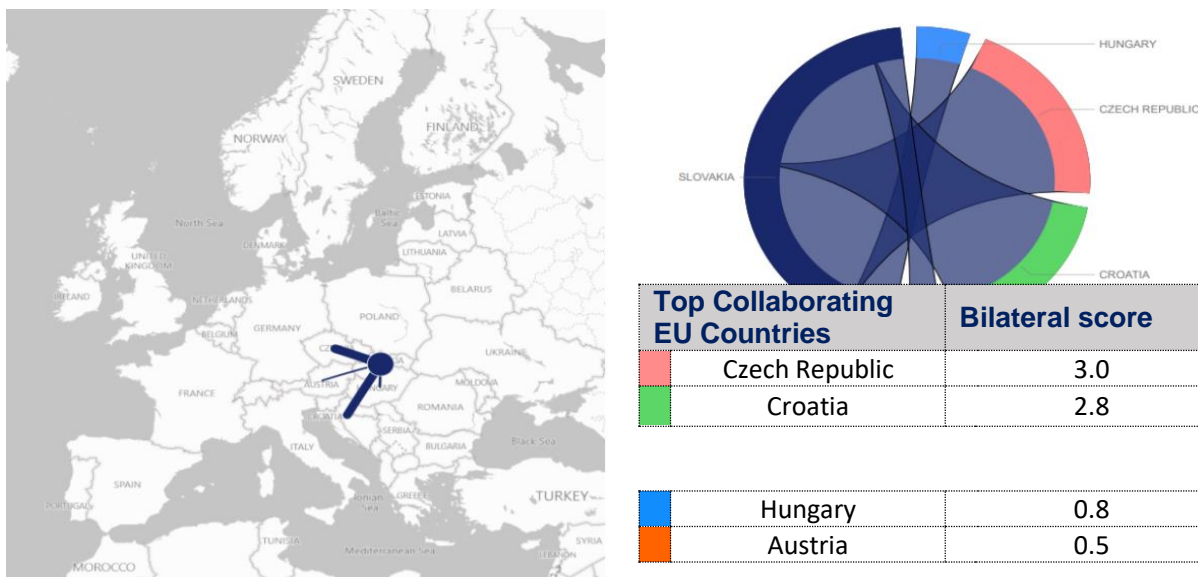 SWEDEN
FINLAND
NORWAY
ESTONIA
North Sea
Baltic
Sea
LATVIA
DENMARK
LITHUANIA
UNITED
KINGDOM
IRELAND
NETHERLANDS
BELARUS
POLAND
BELGIUM
GERMANY
UKRAINE
AUSTRIA
MOLDOVA
FRANCE
ROMANIA
CROATIA
SERBIA
ITALY
BULGARIA
Black Sea
SPAIN
PORTUGAL
GREECE
Ionian
Sea
TURKEY
TUNISIA
Mediterranean Sea
SYRIA
LEBANON
MOROCCO
HUNGARY
CZECH REPUBLIC
SLOVAKIA
CROATIA
Top Collaborating
EU Countries
Bilateral score
Czech Republic 3.0
Croatia 2.8
Hungary 0.8
Austria 0.5